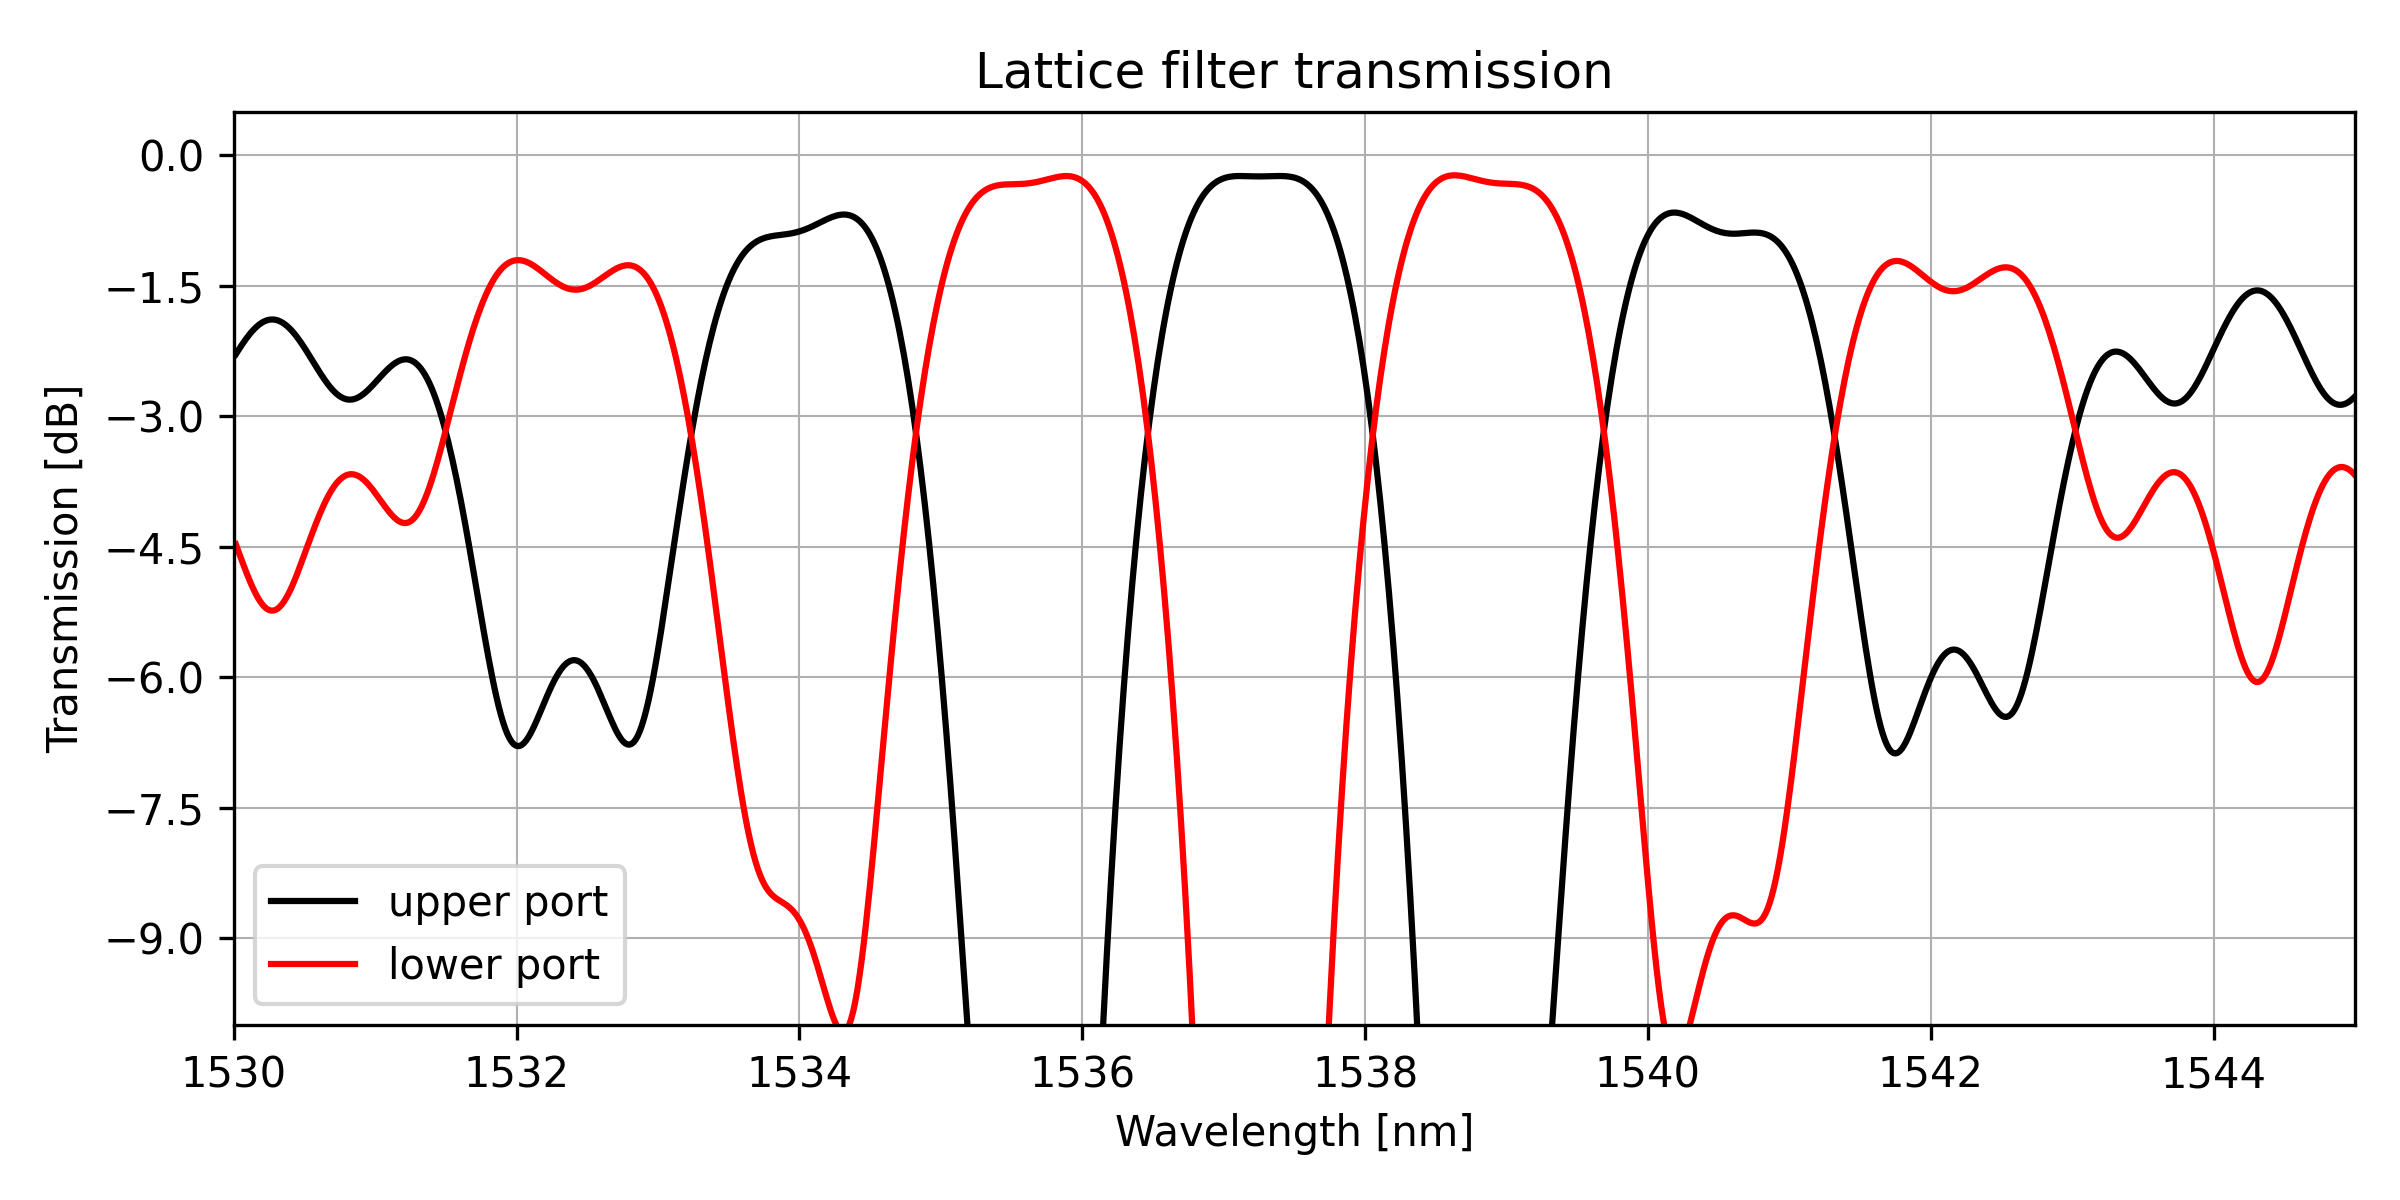 Lattice filter transmission
0.0
−1.5
−3.0
−4.5
−6.0
−7.5
−9.0
Transmission [dB]
upper port
lower port
1530 1532 1534 1536 1538 1540 1542 1544
Wavelength [nm]